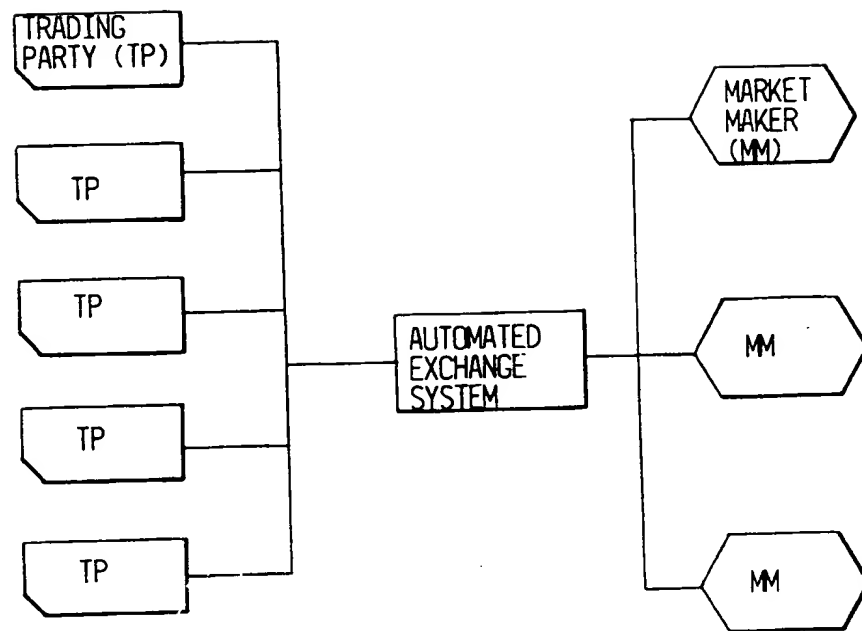 TRADING
PARTY (TP)
TP
TP
TP
TP
AUTOMATED
EXCHANGE
SYSTEM
MARKET
MAKER
(MM)
MM
MM